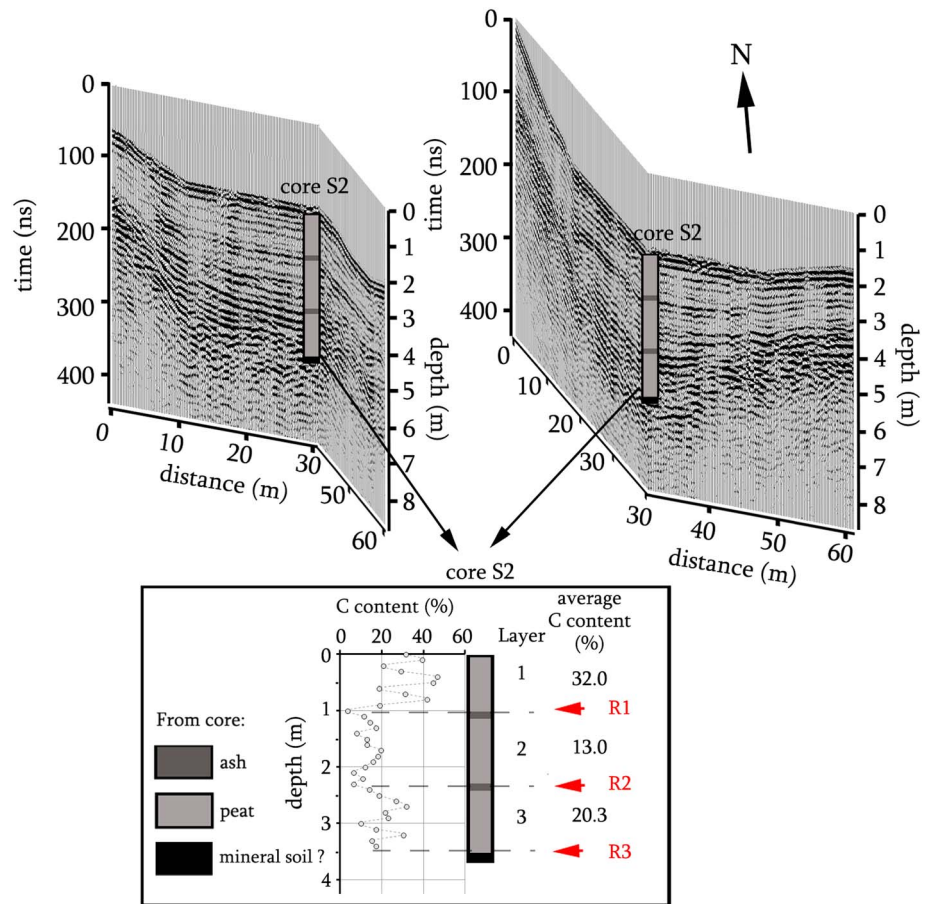 0
100
200
300
400
time (ns)
core S2
0
1
2
3
4
5
6
7
8
depth (m)
0
10
20
30
distance (m)
50
60
0
100
200
300
400
time (ns)
N
core S2
0
1
2
3
4
5
6
7
8
depth (m)
0
10
20
30
30
40
50
60
distance (m)
core S2
C content (%)
0 20 40 60
Layer
average
C content
(%)
0
1
2
3
4
depth (m)
1 32.0
R1
2 13.0
R2
3 20.3
R3
From core:
ash
peat
mineral soil ?